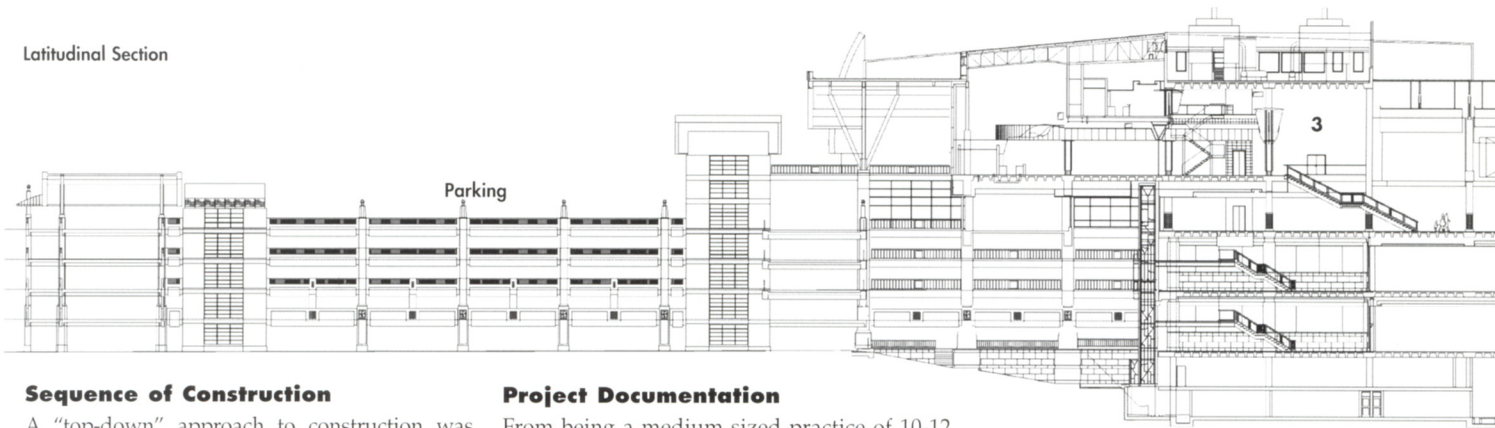 Latitudinal Section
Parking
3
Sequence of Construction
A “top-down” approach to construction was
Project Documentation
From being a medium sized practice of 10-12